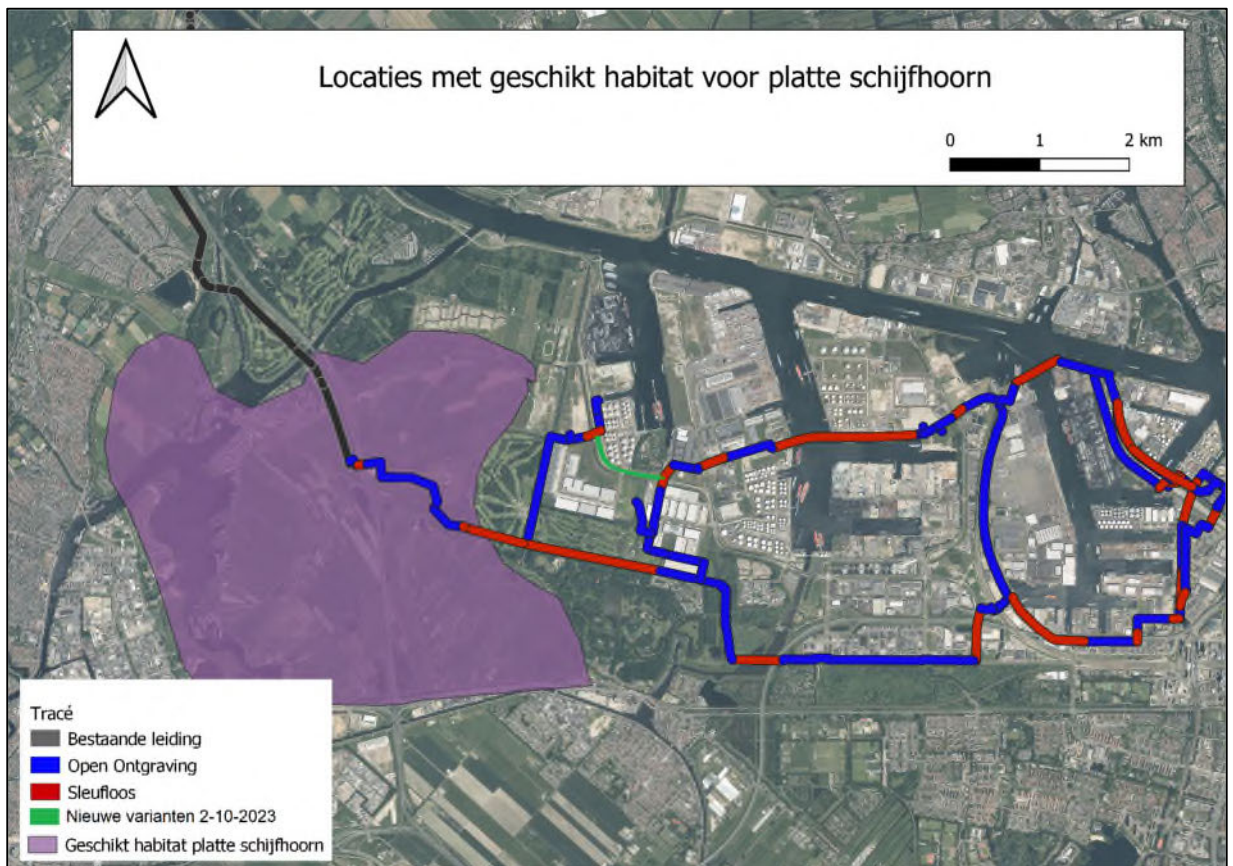 Locaties met geschikt habitat voor platte schijfhoorn
0 1 2 km
Tracé
Bestaande leiding
Open Ontgraving
Sleufloos
Nieuwe varianten 2-10-2023
Geschikt habitat platte schijfhoorn